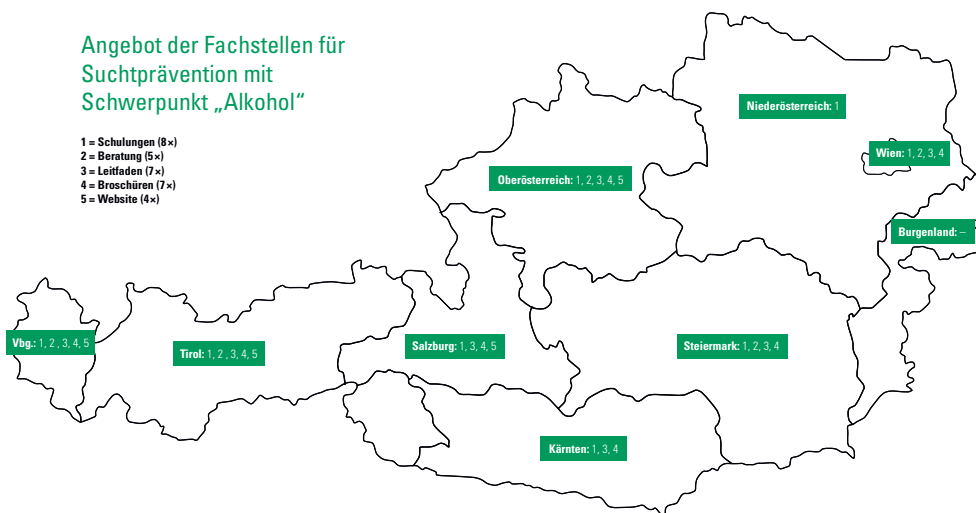 Angebot der Fachstellen für
Suchtprävention mit
Schwerpunkt „Alkohol“
1 = Schulungen (8×)
2 = Beratung (5×)
3 = Leitfaden (7×)
4 = Broschüren (7×)
5 = Website (4×)
Niederösterreich: 1
Wien: 1, 2, 3, 4
Oberösterreich: 1, 2, 3, 4, 5
Burgenland: –
Vbg.: 1, 2 , 3, 4, 5
Tirol: 1, 2 , 3, 4, 5
Salzburg: 1, 3, 4, 5
Steiermark: 1, 2, 3, 4
Kärnten: 1, 3, 4